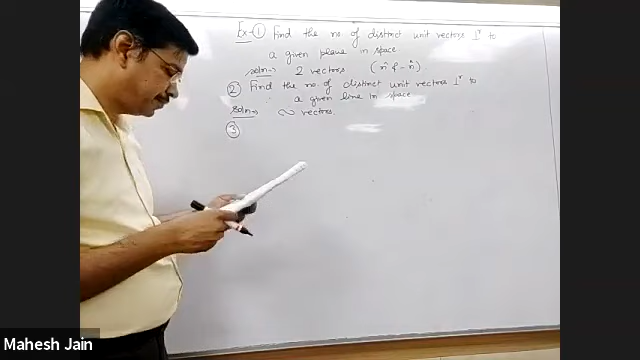 Ex-① Find the no of distinct unit vectors ⊥r to
a given plane in space
soln→ 2 vectors (n̂ & -n̂)
② Find the no. of distinct unit vectors ⊥r to
a given line in space
soln→ ∞ vectors.
③
Mahesh Jain